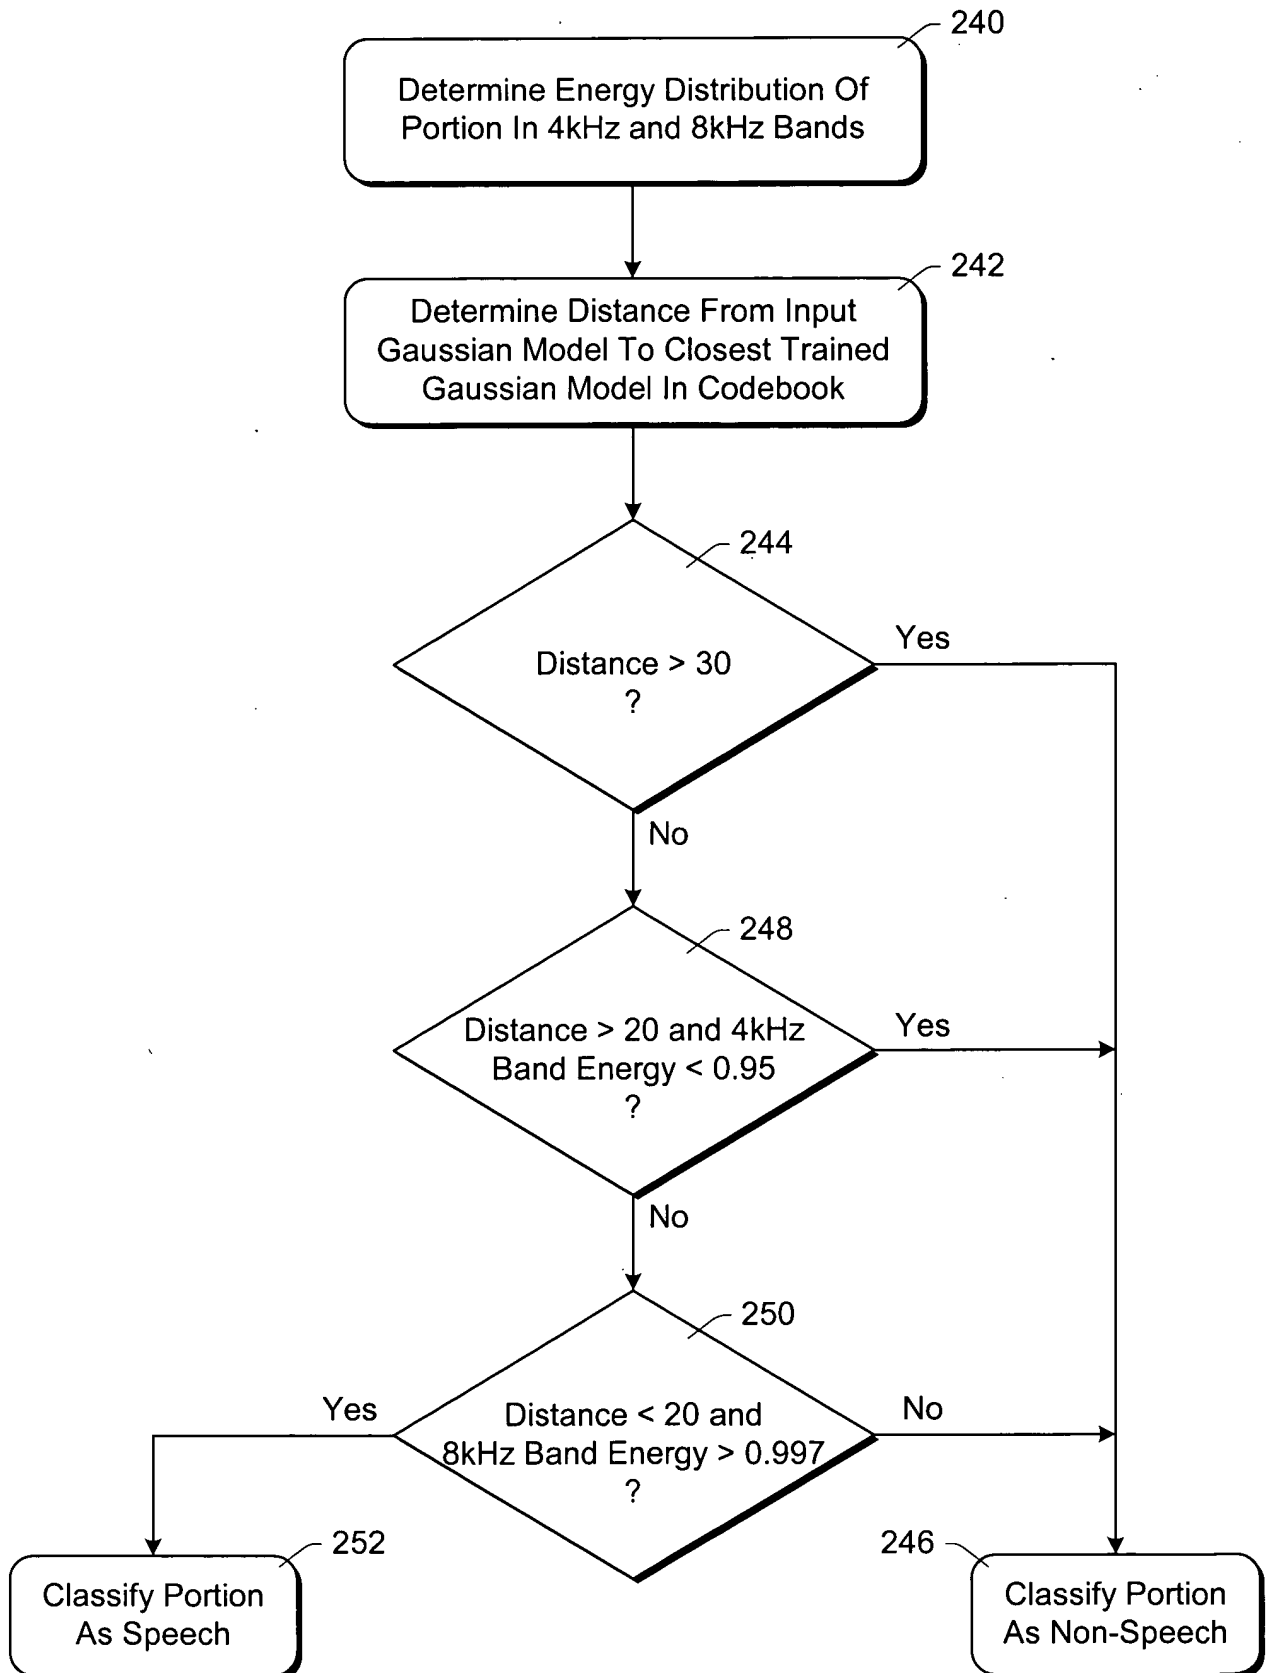 240
Determine Energy Distribution Of
Portion In 4kHz and 8kHz Bands
242
Determine Distance From Input
Gaussian Model To Closest Trained
Gaussian Model In Codebook
244
Yes
Distance > 30
?
No
248
Distance > 20 and 4kHz
Band Energy < 0.95
?
Yes
No
250
Yes
Distance < 20 and
8kHz Band Energy > 0.997
?
No
252
Classify Portion
As Speech
246
Classify Portion
As Non-Speech